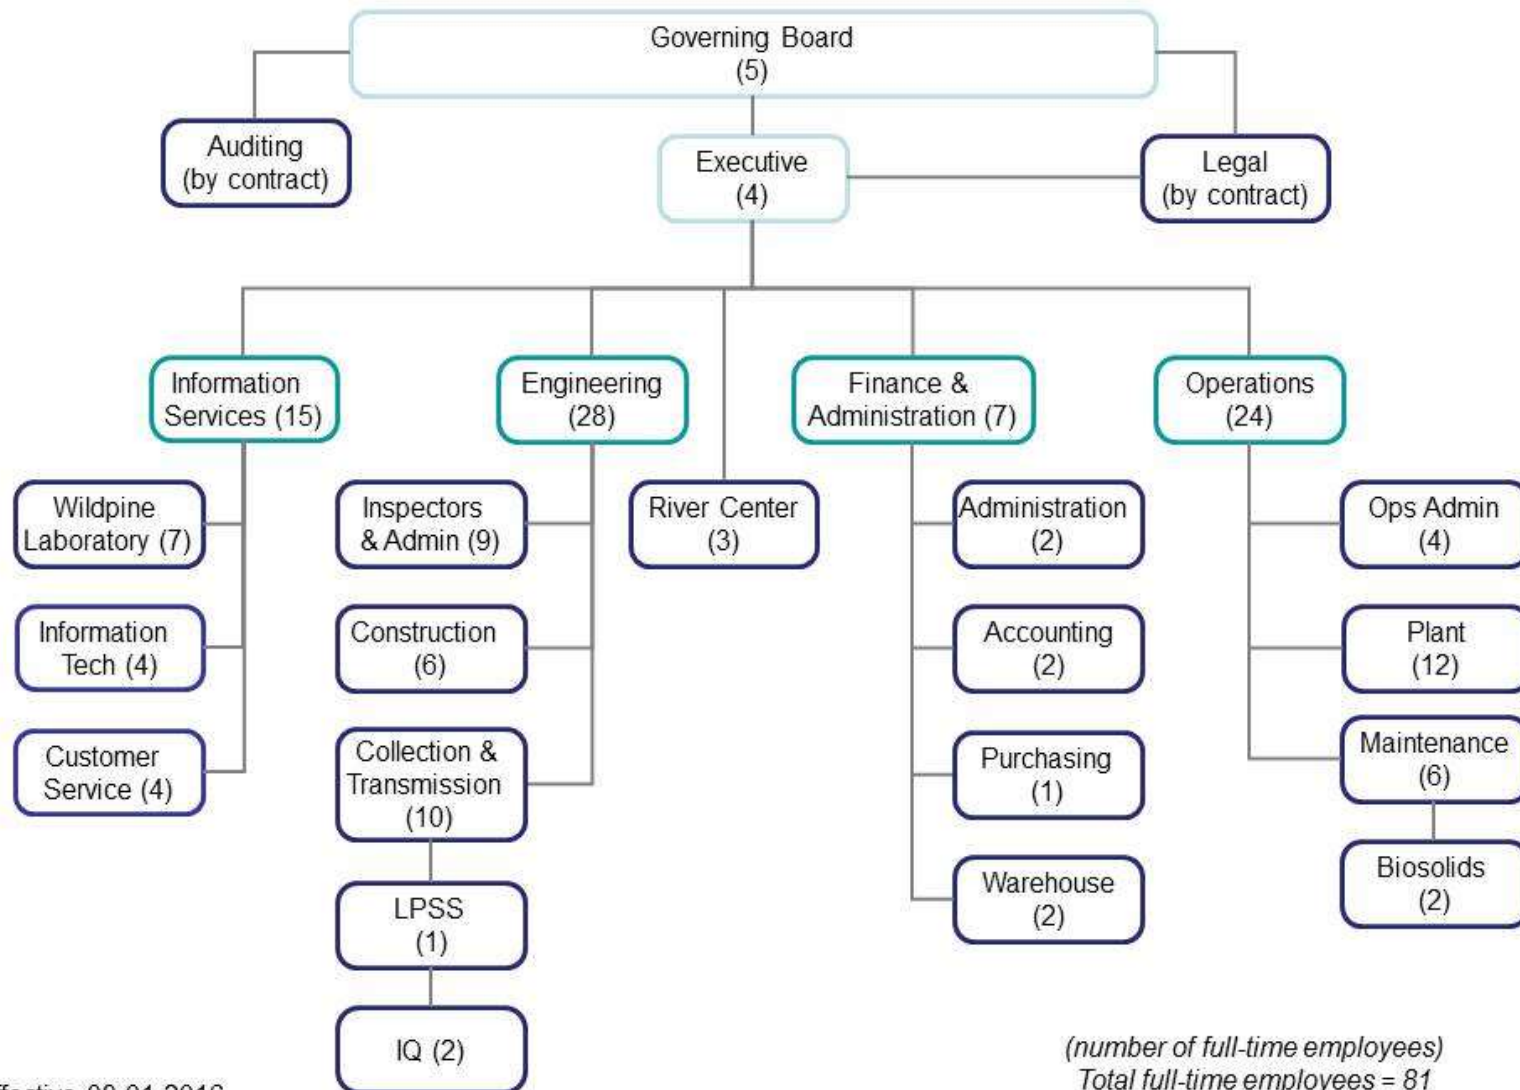 Governing Board
(5)
Auditing
(by contract)
Executive
(4)
Legal
(by contract)
Information
Services (15)
Engineering
(28)
Finance &
Administration (7)
Operations
(24)
Wildpine
Laboratory (7)
Inspectors
& Admin (9)
River Center
(3)
Administration
(2)
Ops Admin
(4)
Information
Tech (4)
Construction
(6)
Accounting
(2)
Plant
(12)
Customer
Service (4)
Collection &
Transmission
(10)
Purchasing
(1)
Maintenance
(6)
LPSS
(1)
Warehouse
(2)
Biosolids
(2)
IQ (2)
(number of full-time employees)
Total full-time employees = 81